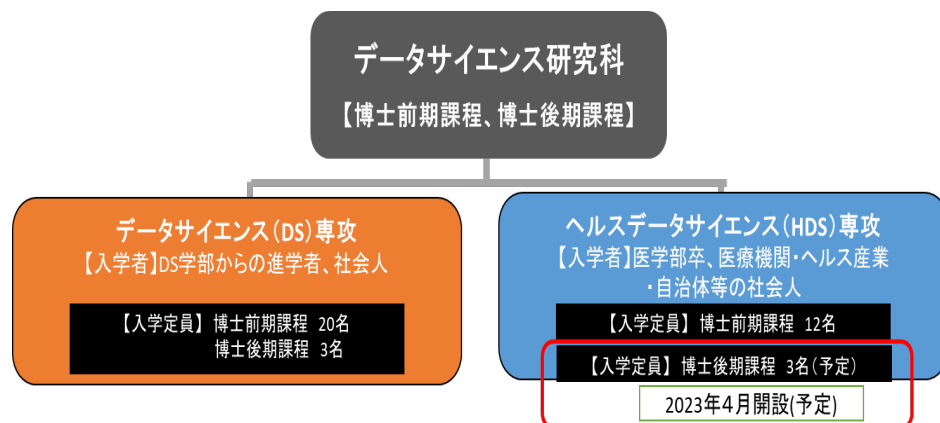 データサイエンス研究科
【博士前期課程、博士後期課程】
データサイエンス(DS)専攻
【入学者】DS学部からの進学者、社会人
【入学定員】 博士前期課程 20名
博士後期課程 3名
ヘルスデータサイエンス(HDS)専攻
【入学者】医学部卒、医療機関・ヘルス産業
・自治体等の社会人
【入学定員】 博士前期課程 12名
【入学定員】 博士後期課程 3名(予定)
2023年4月開設(予定)